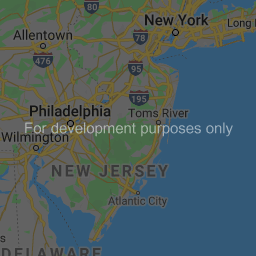 80
New York
Allentown
78
Long I
476
95
195
Philadelphia
Toms River
For development purposes only
Wilmington
NEW JERSEY
Atlantic City
s
DELAWARE